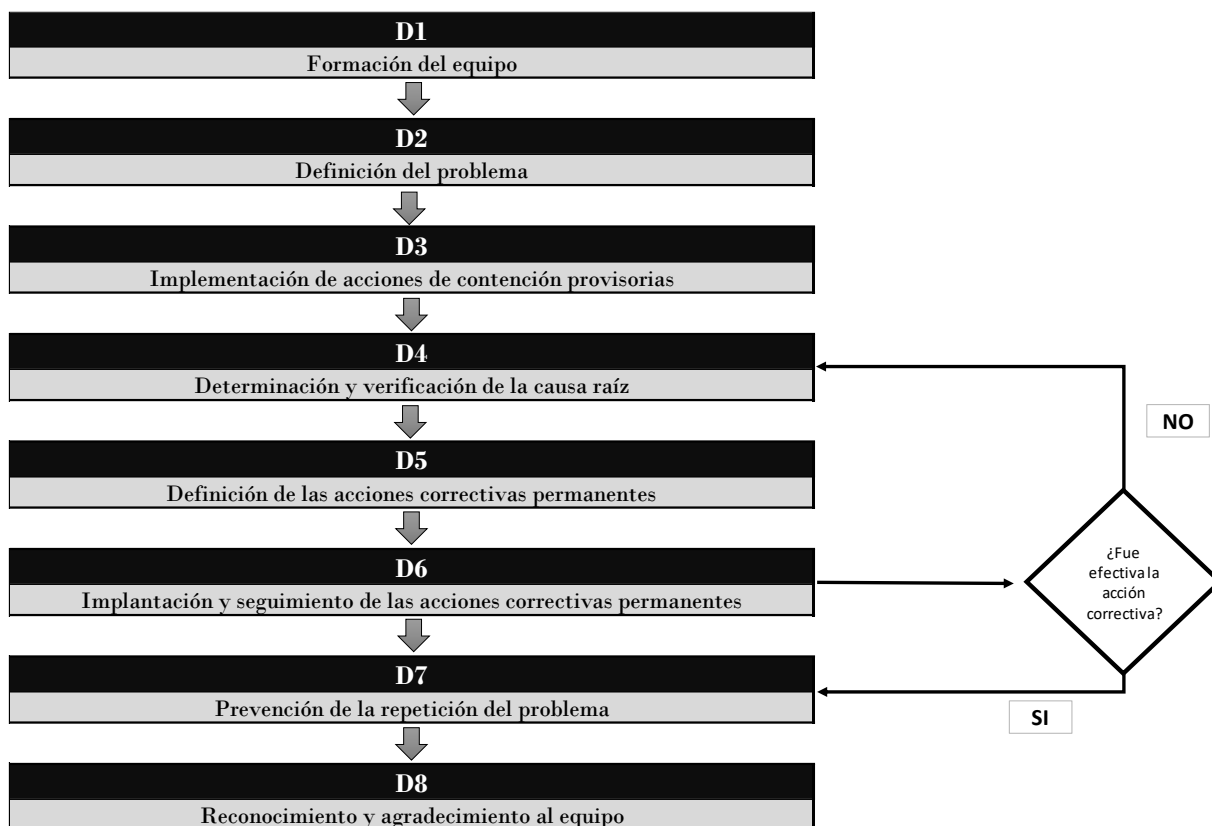 D1
Formación del equipo
D2
Definición del problema
D3
Implementación de acciones de contención provisorias
D4
Determinación y verificación de la causa raíz
NO
D5
Definición de las acciones correctivas permanentes
D6
Implantación y seguimiento de las acciones correctivas permanentes
¿Fue
efectiva la
acción
correctiva?
D7
Prevención de la repetición del problema
SI
D8
Reconocimiento y agradecimiento al equipo